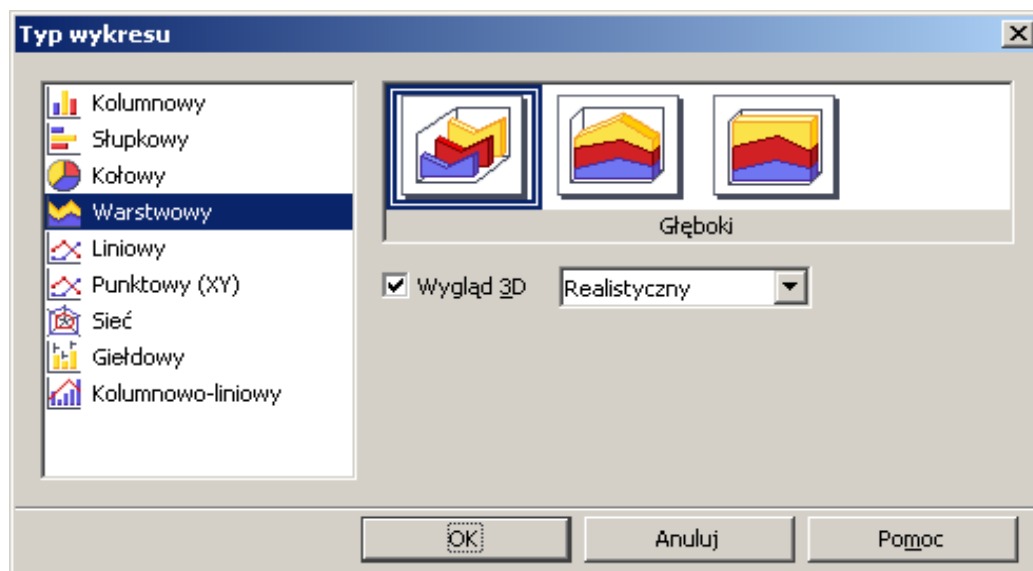 Typ wykresu
Kolumnowy
Słupkowy
Kołowy
Warstwowy
Liniowy
Punktowy (XY)
Sieć
Giełdowy
Kolumnowo-liniowy
Głęboki
Wygląd 3D
Realistyczny
OK
Anuluj
Pomoc